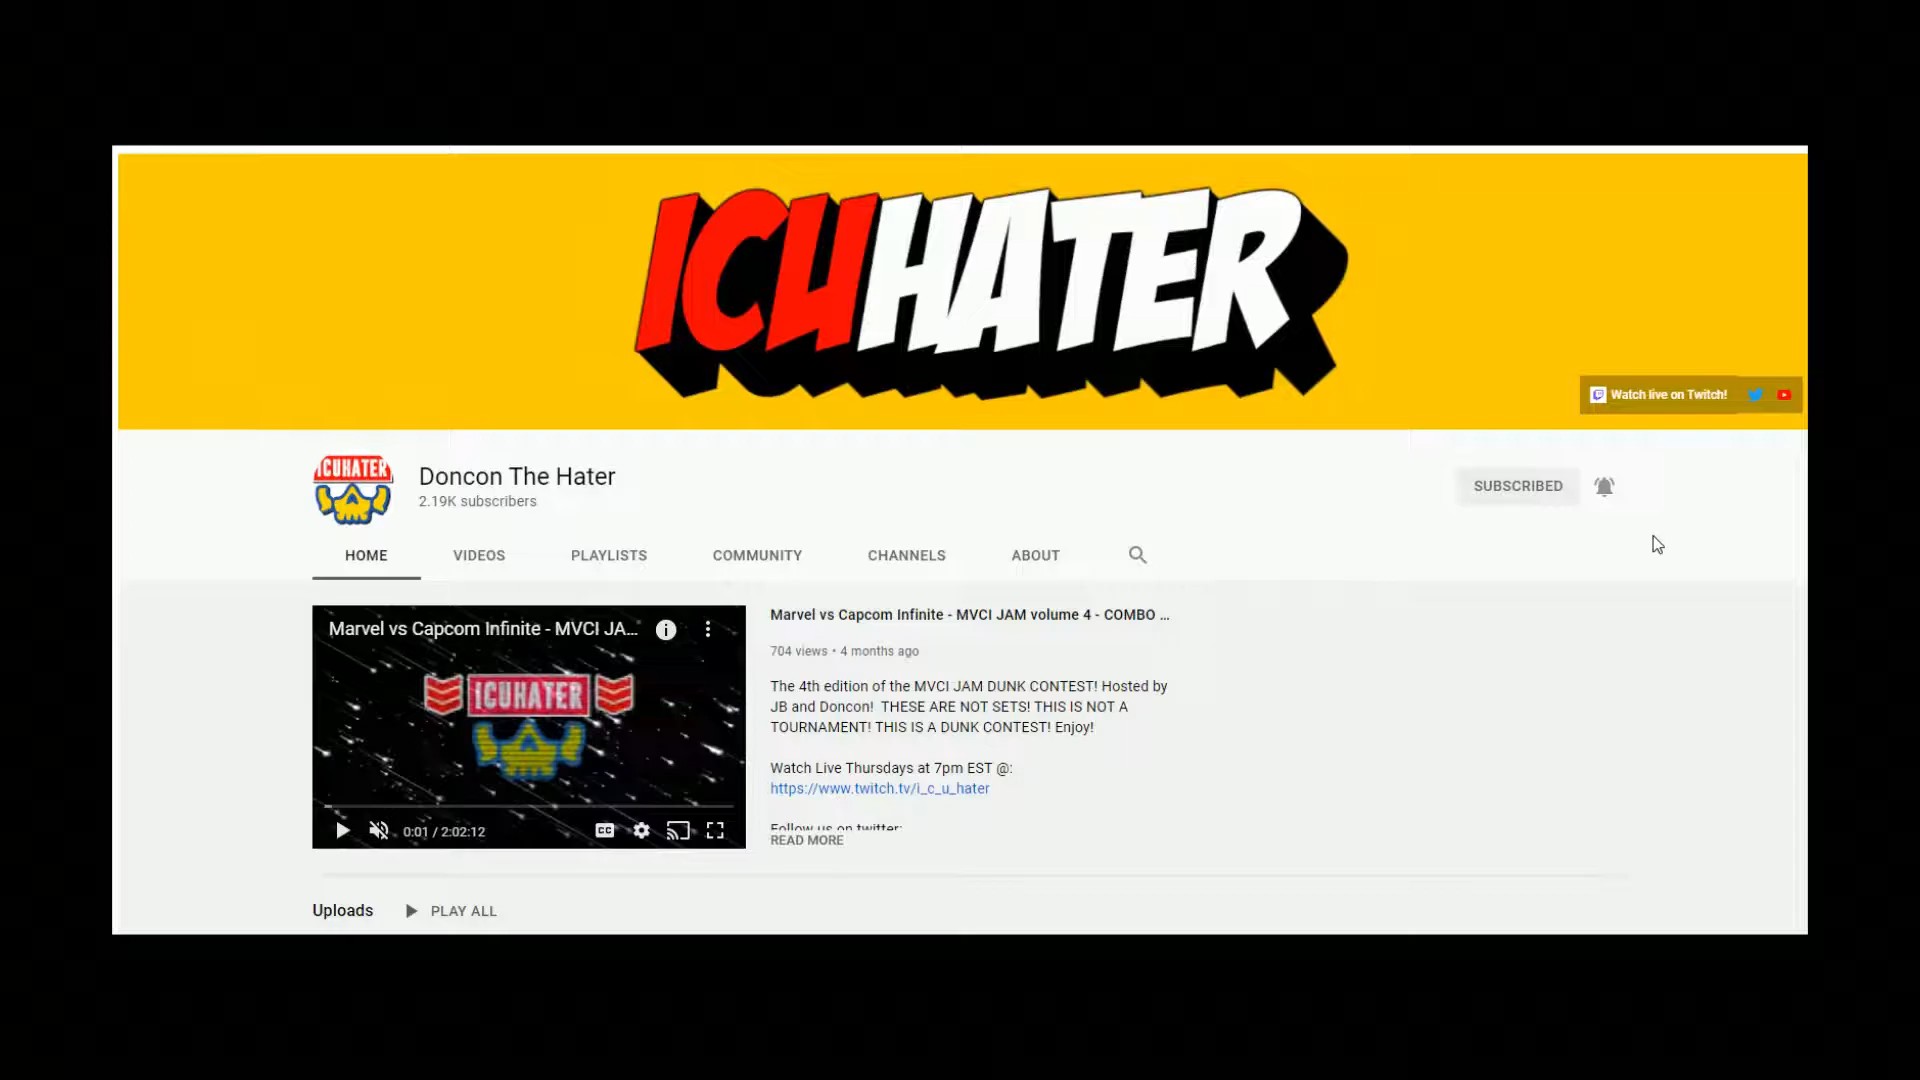 ICUHATER
Watch live on Twitch!
ICUHATER
Doncon The Hater
2.19K subscribers
SUBSCRIBED
HOME VIDEOS PLAYLISTS COMMUNITY CHANNELS ABOUT
Marvel vs Capcom Infinite - MVCI JA...
ICUHATER
CC
0:01 / 2:02:12
Marvel vs Capcom Infinite - MVCI JAM volume 4 - COMBO ...
704 views • 4 months ago
The 4th edition of the MVCI JAM DUNK CONTEST! Hosted by
JB and Doncon! THESE ARE NOT SETS! THIS IS NOT A
TOURNAMENT! THIS IS A DUNK CONTEST! Enjoy!
Watch Live Thursdays at 7pm EST @:
https://www.twitch.tv/i_c_u_hater
Follow us on twitter:
READ MORE
Uploads PLAY ALL